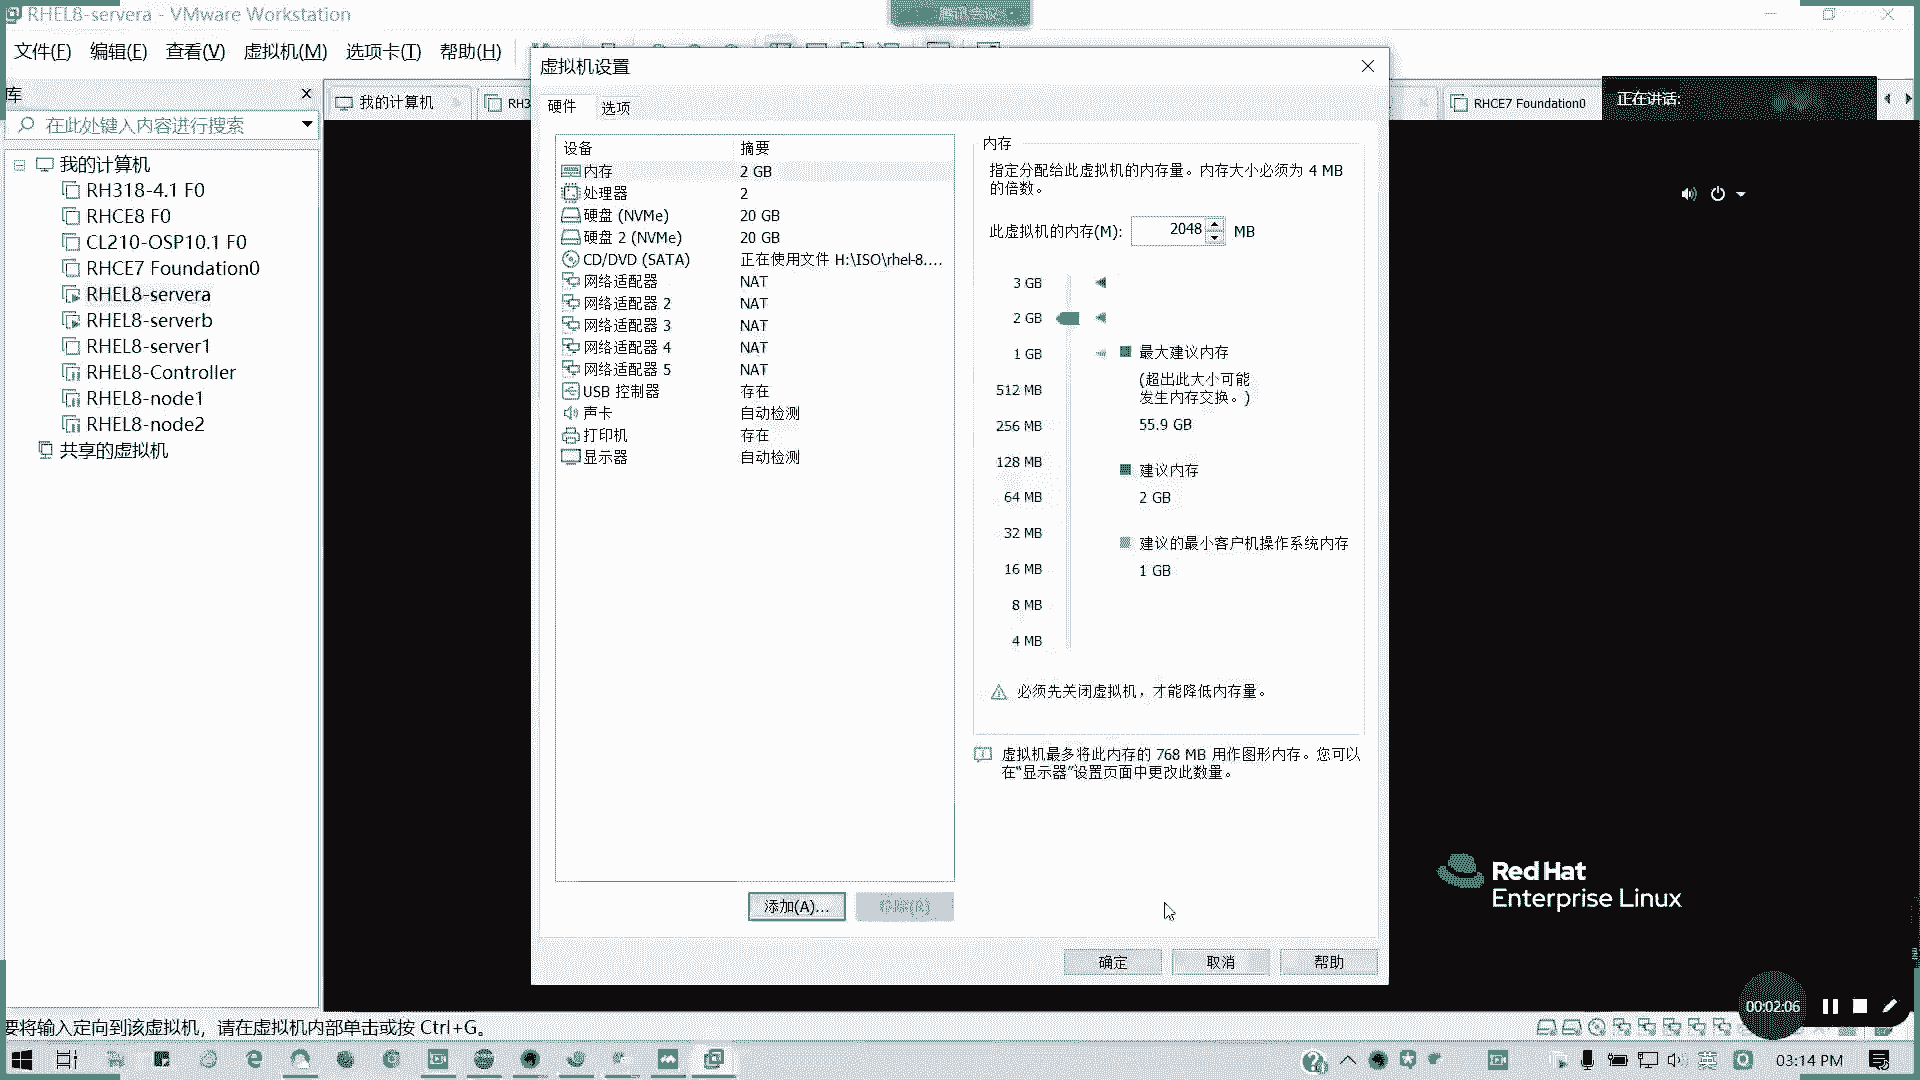 RHEL8-servera - VMware Workstation
文件(F) 编辑(E) 查看(V) 虚拟机(M) 选项卡(T) 帮助(H)
库
在此处键入内容进行搜索
我的计算机
RH318-4.1 F0
RHCE8 F0
CL210-OSP10.1 F0
RHCE7 Foundation0
RHEL8-servera
RHEL8-serverb
RHEL8-server1
RHEL8-Controller
RHEL8-node1
RHEL8-node2
共享的虚拟机
我的计算机
RH3
RHCE7 Foundation0
正在讲话:
虚拟机设置
硬件 选项
设备 摘要
内存 2 GB
处理器 2
硬盘 (NVMe) 20 GB
硬盘 2 (NVMe) 20 GB
CD/DVD (SATA) 正在使用文件 H:\ISO\rhel-8....
网络适配器 NAT
网络适配器 2 NAT
网络适配器 3 NAT
网络适配器 4 NAT
网络适配器 5 NAT
USB 控制器 存在
声卡 自动检测
打印机 存在
显示器 自动检测
添加(A)...
移除(R)
内存
指定分配给此虚拟机的内存量。内存大小必须为 4 MB
的倍数。
此虚拟机的内存(M): 2048 MB
3 GB
2 GB
1 GB
512 MB
256 MB
128 MB
64 MB
32 MB
16 MB
8 MB
4 MB
最大建议内存
(超出此大小可能
发生内存交换。)
55.9 GB
建议内存
2 GB
建议的最小客户机操作系统内存
1 GB
必须先关闭虚拟机，才能降低内存量。
虚拟机最多将此内存的 768 MB 用作图形内存。您可以
在“显示器”设置页面中更改此数量。
确定 取消 帮助
Red Hat
Enterprise Linux
00:02:06
要将输入定向到该虚拟机，请在虚拟机内部单击或按 Ctrl+G。
英
03:14 PM